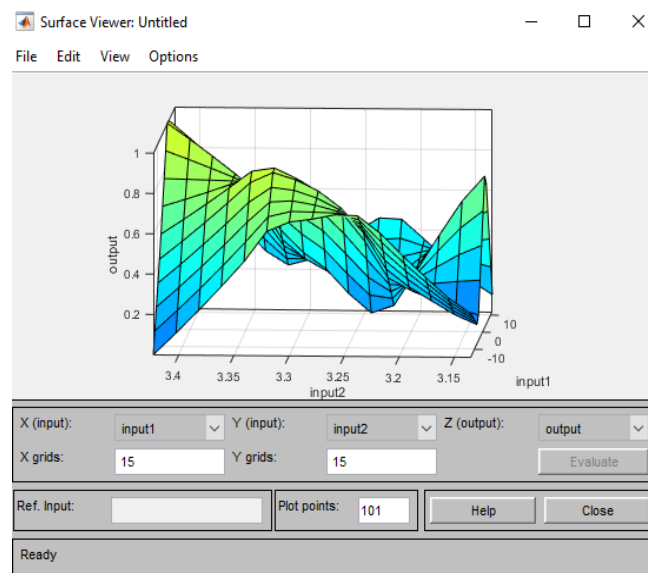 Surface Viewer: Untitled
File Edit View Options
1
0.8
0.6
0.4
0.2
output
3.4 3.35 3.3 3.25 3.2 3.15
input2
10
0
-10
input1
X (input): input1 Y (input): input2 Z (output): output
X grids: 15 Y grids: 15 Evaluate
Ref. Input: Plot points: 101 Help Close
Ready